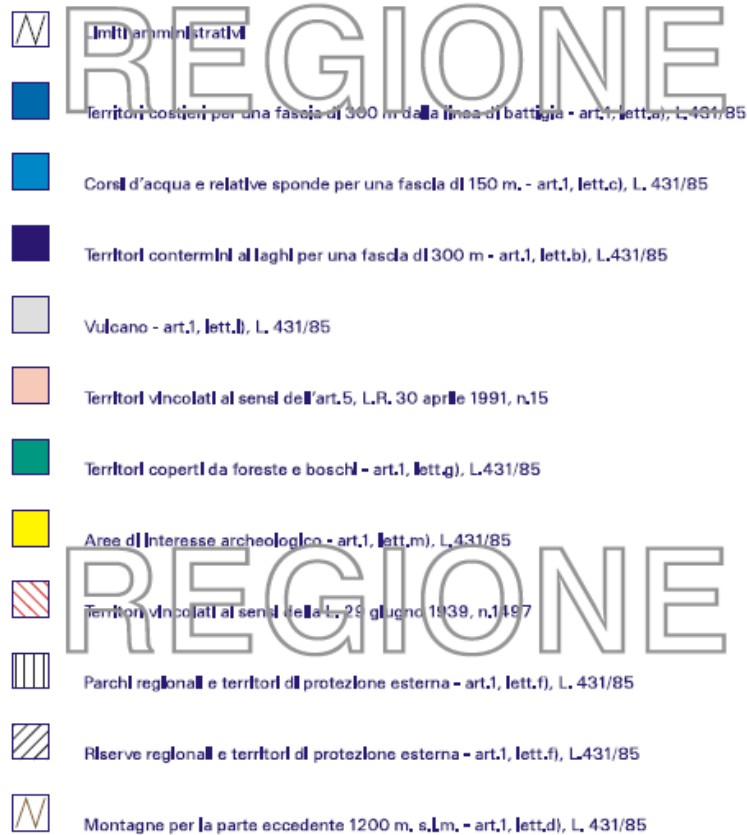 REGIONE
Limiti amministrativi
Territori costieri per una fascia di 300 m dalla linea di battigia - art.1, lett.a), L.431/85
Corsi d'acqua e relative sponde per una fascia di 150 m. - art.1, lett.c), L. 431/85
Territori contermini ai laghi per una fascia di 300 m - art.1, lett.b), L.431/85
Vulcano - art.1, lett.l), L. 431/85
Territori vincolati ai sensi dell'art.5, L.R. 30 aprile 1991, n.15
Territori coperti da foreste e boschi - art.1, lett.g), L.431/85
Aree di interesse archeologico - art.1, lett.m), L.431/85
REGIONE
Territori vincolati ai sensi della L. 29 giugno 1939, n.1497
Parchi regionali e territori di protezione esterna - art.1, lett.f), L. 431/85
Riserve regionali e territori di protezione esterna - art.1, lett.f), L.431/85
Montagne per la parte eccedente 1200 m. s.l.m. - art.1, lett.d), L. 431/85